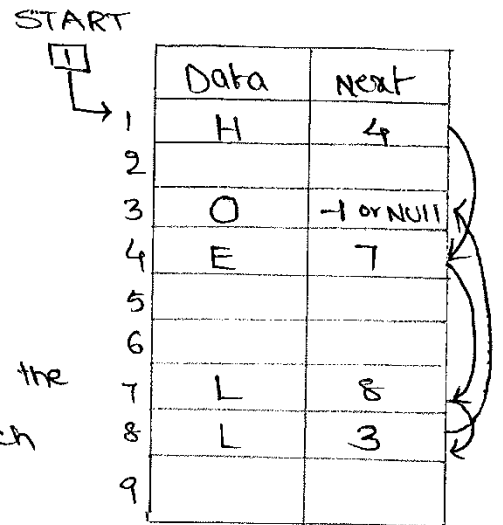 START
1
Data Next
1 H 4
2
3 O -1 or NULL
4 E 7
5
6
the 7 L 8
ch 8 L 3
9